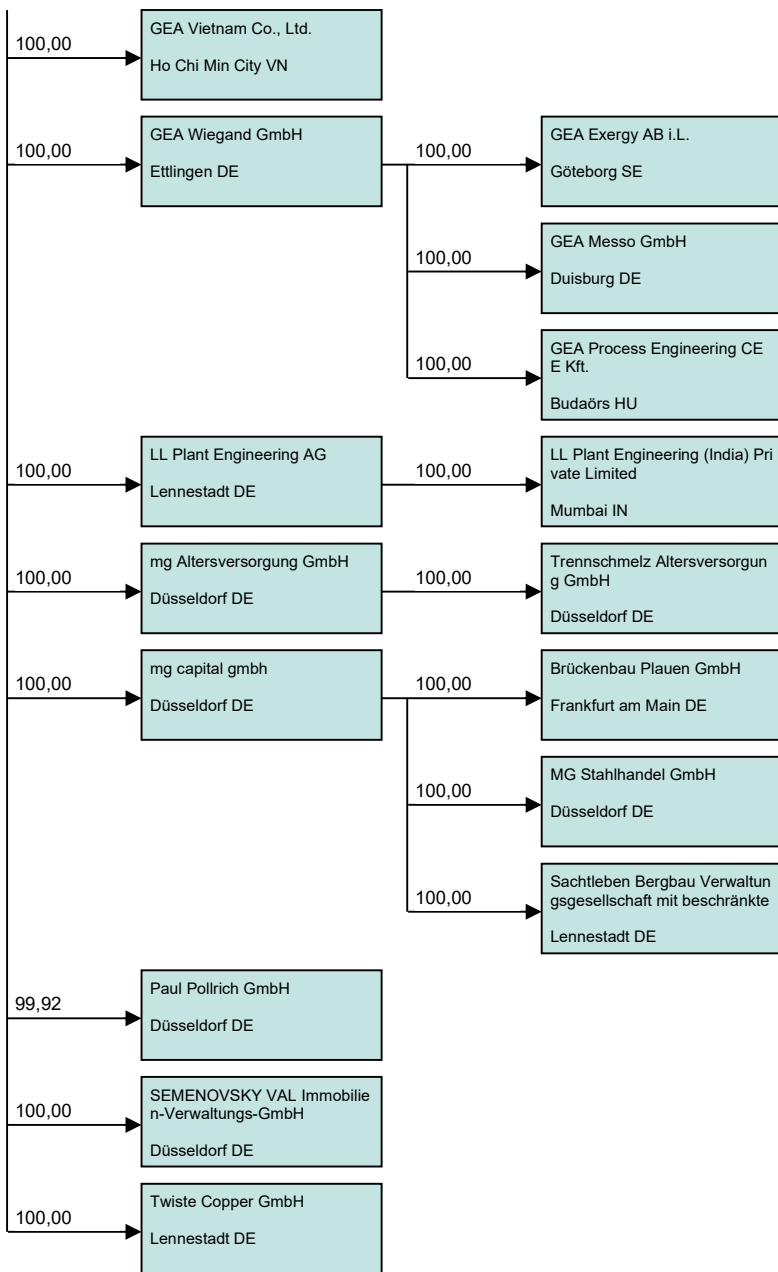 100,00
GEA Vietnam Co., Ltd.
Ho Chi Min City VN
100,00
GEA Wiegand GmbH
Ettlingen DE
100,00
GEA Exergy AB i.L.
Göteborg SE
100,00
GEA Messo GmbH
Duisburg DE
100,00
GEA Process Engineering CE
E Kft.
Budaörs HU
100,00
LL Plant Engineering AG
Lennestadt DE
100,00
LL Plant Engineering (India) Pri
vate Limited
Mumbai IN
100,00
mg Altersversorgung GmbH
Düsseldorf DE
100,00
Trennschmelz Altersversorgun
g GmbH
Düsseldorf DE
100,00
mg capital gmbh
Düsseldorf DE
100,00
Brückenbau Plauen GmbH
Frankfurt am Main DE
100,00
MG Stahlhandel GmbH
Düsseldorf DE
100,00
Sachtleben Bergbau Verwaltun
gsgesellschaft mit beschränkte
Lennestadt DE
99,92
Paul Pollrich GmbH
Düsseldorf DE
100,00
SEMENOVSKY VAL Immobilie
n-Verwaltungs-GmbH
Düsseldorf DE
100,00
Twiste Copper GmbH
Lennestadt DE